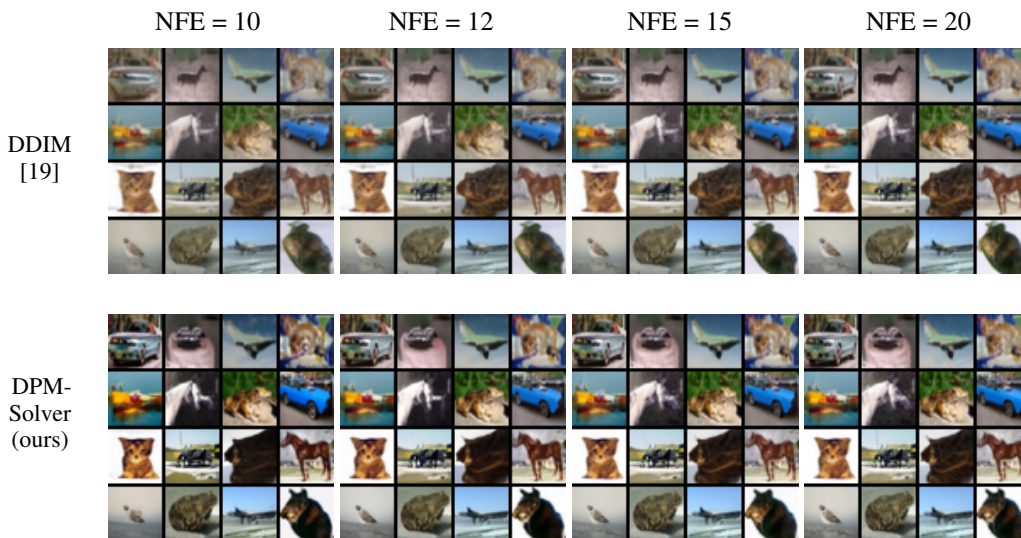 NFE = 10 NFE = 12 NFE = 15 NFE = 20
DDIM
[19]
DPM-
Solver
(ours)